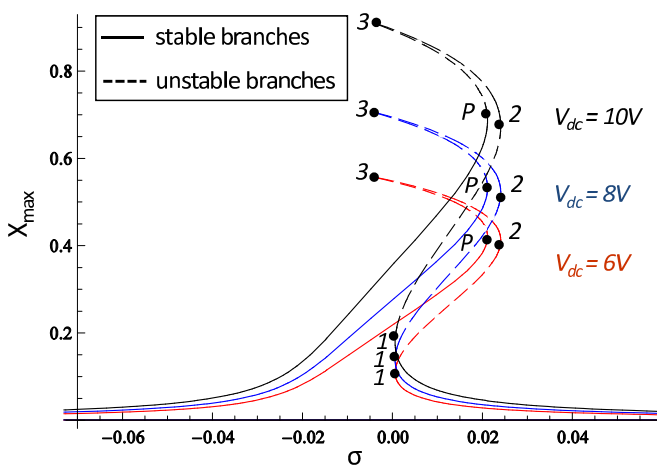 stable branches
unstable branches
3
P
2
V_dc = 10V
3
P
2
V_dc = 8V
3
P
2
V_dc = 6V
1
1
1
X_max
0.8
0.6
0.4
0.2
−0.06
−0.04
−0.02
0.00
0.02
0.04
σ